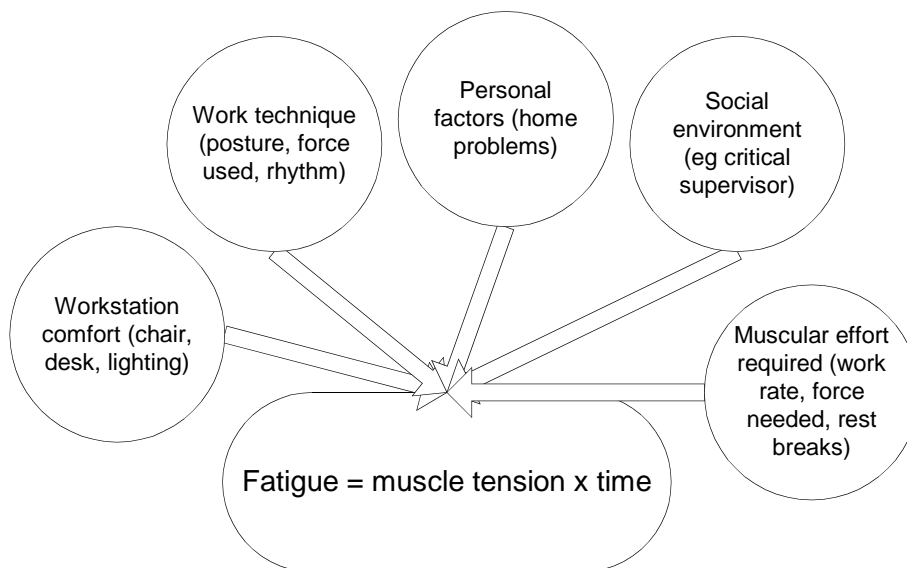 Workstation
comfort (chair,
desk, lighting)
Work technique
(posture, force
used, rhythm)
Personal
factors (home
problems)
Social
environment
(eg critical
supervisor)
Muscular effort
required (work
rate, force
needed, rest
breaks)
Fatigue = muscle tension x time